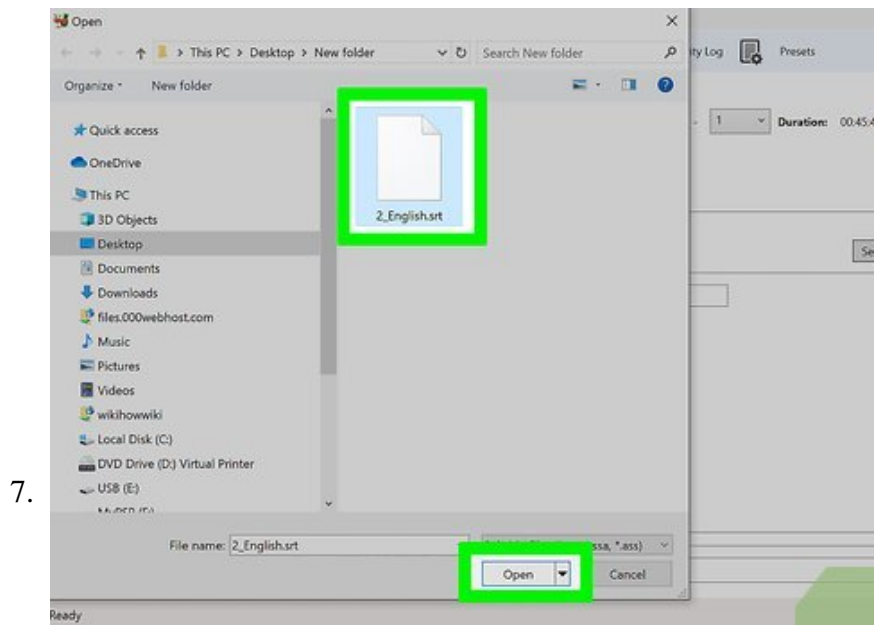 Open
This PC > Desktop > New folder
Search New folder
ity Log
Presets
Organize
New folder
1
Duration: 00:45:4
Quick access
OneDrive
This PC
3D Objects
2_English.srt
Desktop
Se
Documents
Downloads
files.000webhost.com
Music
Pictures
Videos
wikihowwiki
Local Disk (C:)
DVD Drive (D:) Virtual Printer
7.
USB (E:)
File name: 2_English.srt
ssa, *.ass)
Open
Cancel
Ready